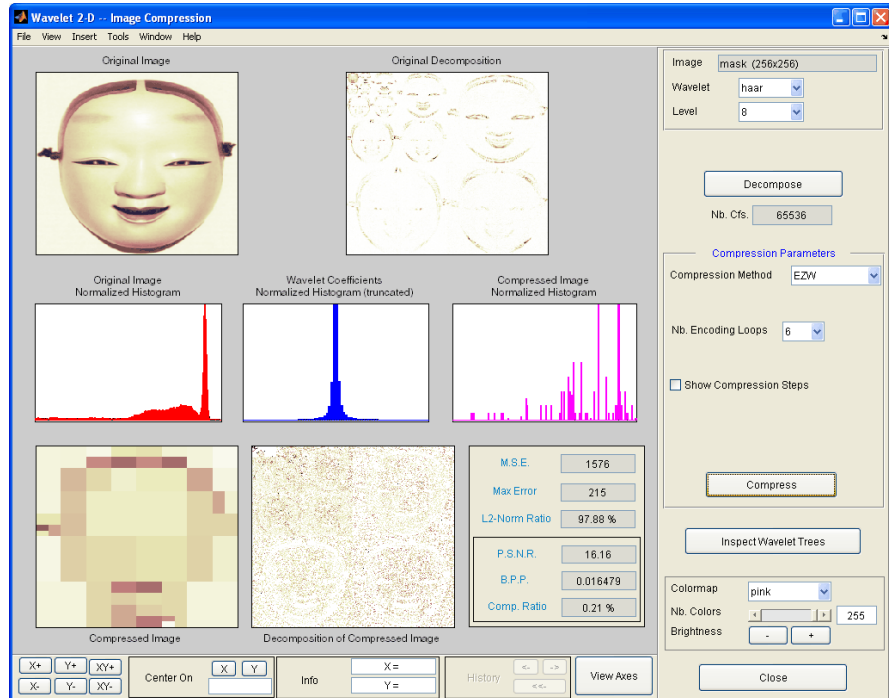 Wavelet 2-D -- Image Compression
File View Insert Tools Window Help
Original Image
Original Decomposition
Original Image
Normalized Histogram
Wavelet Coefficients
Normalized Histogram (truncated)
Compressed Image
Normalized Histogram
M.S.E. 1576
Max Error 215
L2-Norm Ratio 97.88 %
P.S.N.R. 16.16
B.P.P. 0.016479
Comp. Ratio 0.21 %
Compressed Image
Decomposition of Compressed Image
Image mask (256x256)
Wavelet haar
Level 8
Decompose
Nb. Cfs. 65536
Compression Parameters
Compression Method EZW
Nb. Encoding Loops 6
Show Compression Steps
Compress
Inspect Wavelet Trees
Colormap pink
Nb. Colors 255
Brightness - +
X+ Y+ XY+
X- Y- XY-
Center On X Y
Info X = 
Y =
History <- ->
<<-
View Axes
Close